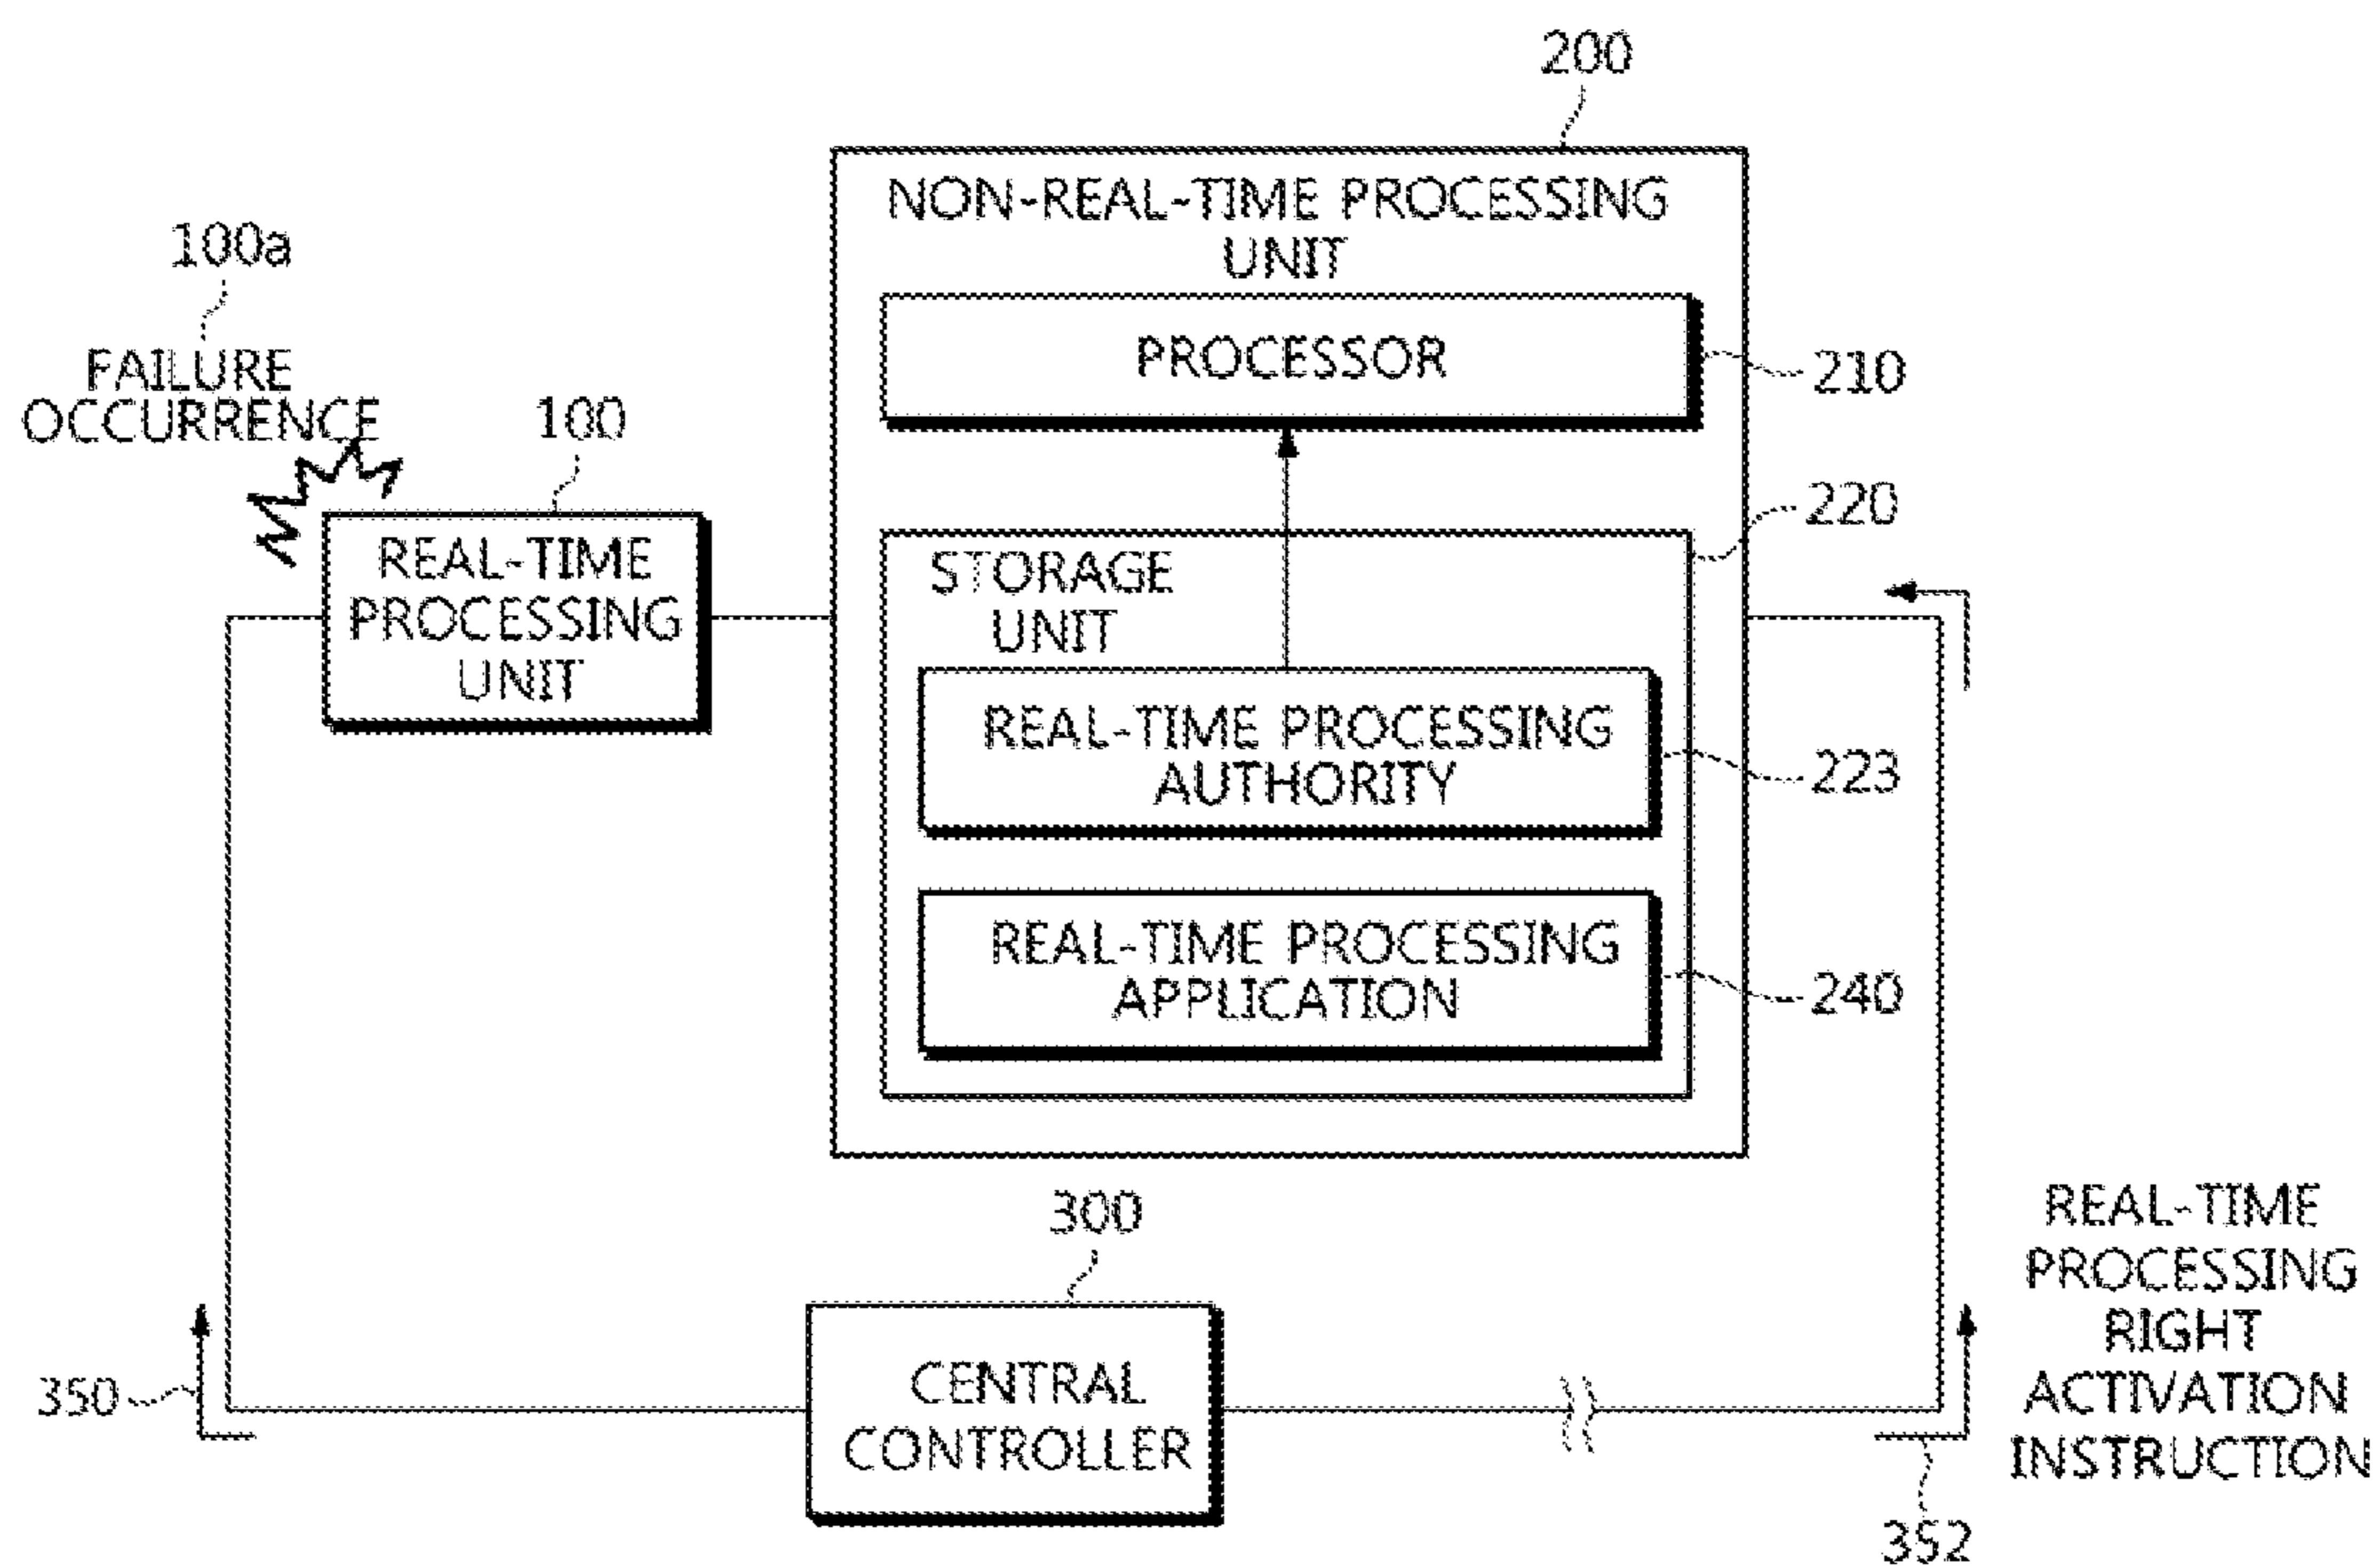 200
NON-REAL-TIME PROCESSING
UNIT
100a
FAILURE
OCCURRENCE
PROCESSOR
210
100
220
REAL-TIME
PROCESSING
UNIT
STORAGE
UNIT
REAL-TIME PROCESSING
AUTHORITY
223
REAL-TIME PROCESSING
APPLICATION
240
300
CENTRAL
CONTROLLER
350
REAL-TIME
PROCESSING
RIGHT
ACTIVATION
INSTRUCTION
352